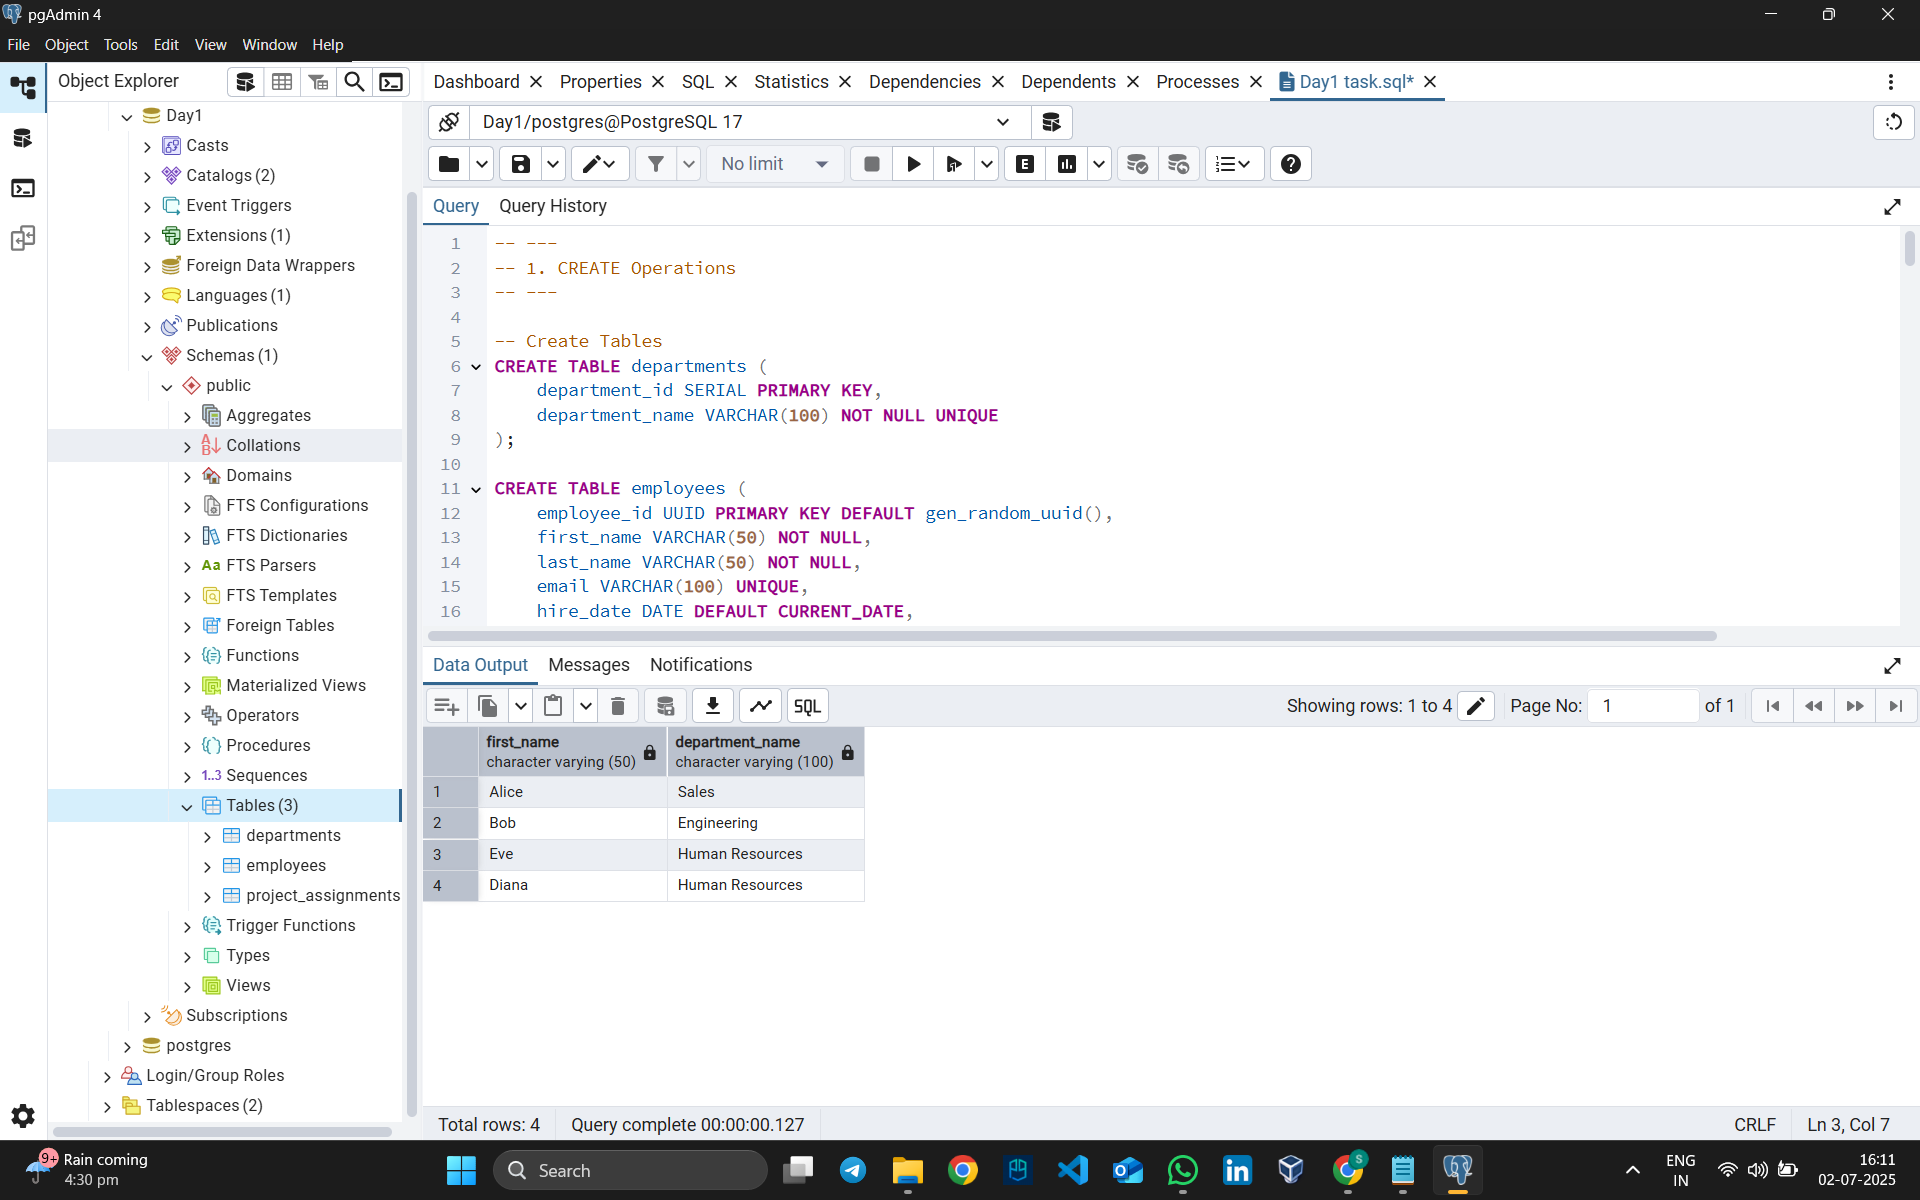 pgAdmin 4
File Object Tools Edit View Window Help
Object Explorer
Dashboard Properties SQL Statistics Dependencies Dependents Processes Day1 task.sql*
Day1/postgres@PostgreSQL 17
No limit
E
Query Query History
Day1
Casts
Catalogs (2)
Event Triggers
Extensions (1)
Foreign Data Wrappers
Languages (1)
Publications
Schemas (1)
public
Aggregates
Collations
Domains
FTS Configurations
FTS Dictionaries
Aa FTS Parsers
FTS Templates
Foreign Tables
Functions
Materialized Views
Operators
Procedures
1..3 Sequences
Tables (3)
departments
employees
project_assignments
Trigger Functions
Types
Views
Subscriptions
postgres
Login/Group Roles
Tablespaces (2)
1 -- ---
2 -- 1. CREATE Operations
3 -- ---
4
5 -- Create Tables
6 CREATE TABLE departments (
7 department_id SERIAL PRIMARY KEY,
8 department_name VARCHAR(100) NOT NULL UNIQUE
9 );
10
11 CREATE TABLE employees (
12 employee_id UUID PRIMARY KEY DEFAULT gen_random_uuid(),
13 first_name VARCHAR(50) NOT NULL,
14 last_name VARCHAR(50) NOT NULL,
15 email VARCHAR(100) UNIQUE,
16 hire_date DATE DEFAULT CURRENT_DATE,
Data Output Messages Notifications
SQL Showing rows: 1 to 4 Page No: 1 of 1
first_name department_name
character varying (50) character varying (100)
1 Alice Sales
2 Bob Engineering
3 Eve Human Resources
4 Diana Human Resources
Total rows: 4 Query complete 00:00:00.127 CRLF Ln 3, Col 7
9+ Rain coming
4:30 pm
Search
S
ENG
IN
16:11
02-07-2025